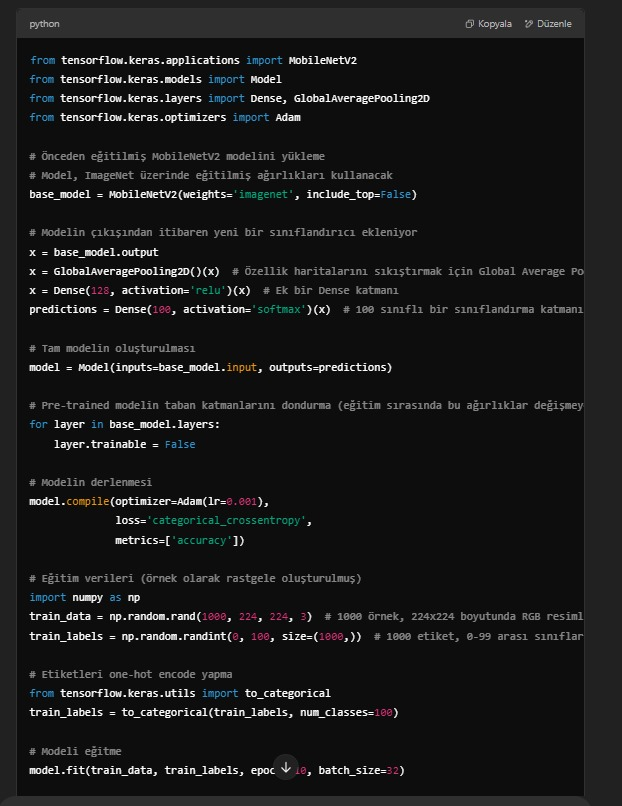 python
Kopyala
Düzenle
from tensorflow.keras.applications import MobileNetV2
from tensorflow.keras.models import Model
from tensorflow.keras.layers import Dense, GlobalAveragePooling2D
from tensorflow.keras.optimizers import Adam
# Önceden eğitilmiş MobileNetV2 modelini yükleme
# Model, ImageNet üzerinde eğitilmiş ağırlıkları kullanacak
base_model = MobileNetV2(weights='imagenet', include_top=False)
# Modelin çıkışından itibaren yeni bir sınıflandırıcı ekleniyor
x = base_model.output
x = GlobalAveragePooling2D()(x)  # Özellik haritalarını sıkıştırmak için Global Average Po
x = Dense(128, activation='relu')(x)  # Ek bir Dense katmanı
predictions = Dense(100, activation='softmax')(x)  # 100 sınıflı bir sınıflandırma katmanı
# Tam modelin oluşturulması
model = Model(inputs=base_model.input, outputs=predictions)
# Pre-trained modelin taban katmanlarını dondurma (eğitim sırasında bu ağırlıklar değişmey
for layer in base_model.layers:
    layer.trainable = False
# Modelin derlenmesi
model.compile(optimizer=Adam(lr=0.001),
              loss='categorical_crossentropy',
              metrics=['accuracy'])
# Eğitim verileri (örnek olarak rastgele oluşturulmuş)
import numpy as np
train_data = np.random.rand(1000, 224, 224, 3)  # 1000 örnek, 224x224 boyutunda RGB resiml
train_labels = np.random.randint(0, 100, size=(1000,))  # 1000 etiket, 0-99 arası sınıflar
# Etiketleri one-hot encode yapma
from tensorflow.keras.utils import to_categorical
train_labels = to_categorical(train_labels, num_classes=100)
# Modeli eğitme
model.fit(train_data, train_labels, epoc 10, batch_size=32)